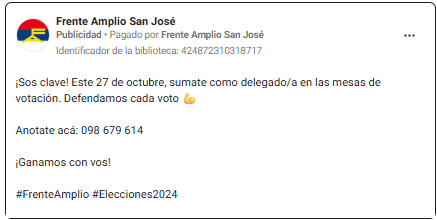 Frente Amplio San José
Publicidad • Pagado por Frente Amplio San José
Identificador de la biblioteca: 424872310318717
¡Sos clave! Este 27 de octubre, sumate como delegado/a en las mesas de
votación. Defendamos cada voto 💪
Anotate acá: 098 679 614
¡Ganamos con vos!
#FrenteAmplio #Elecciones2024